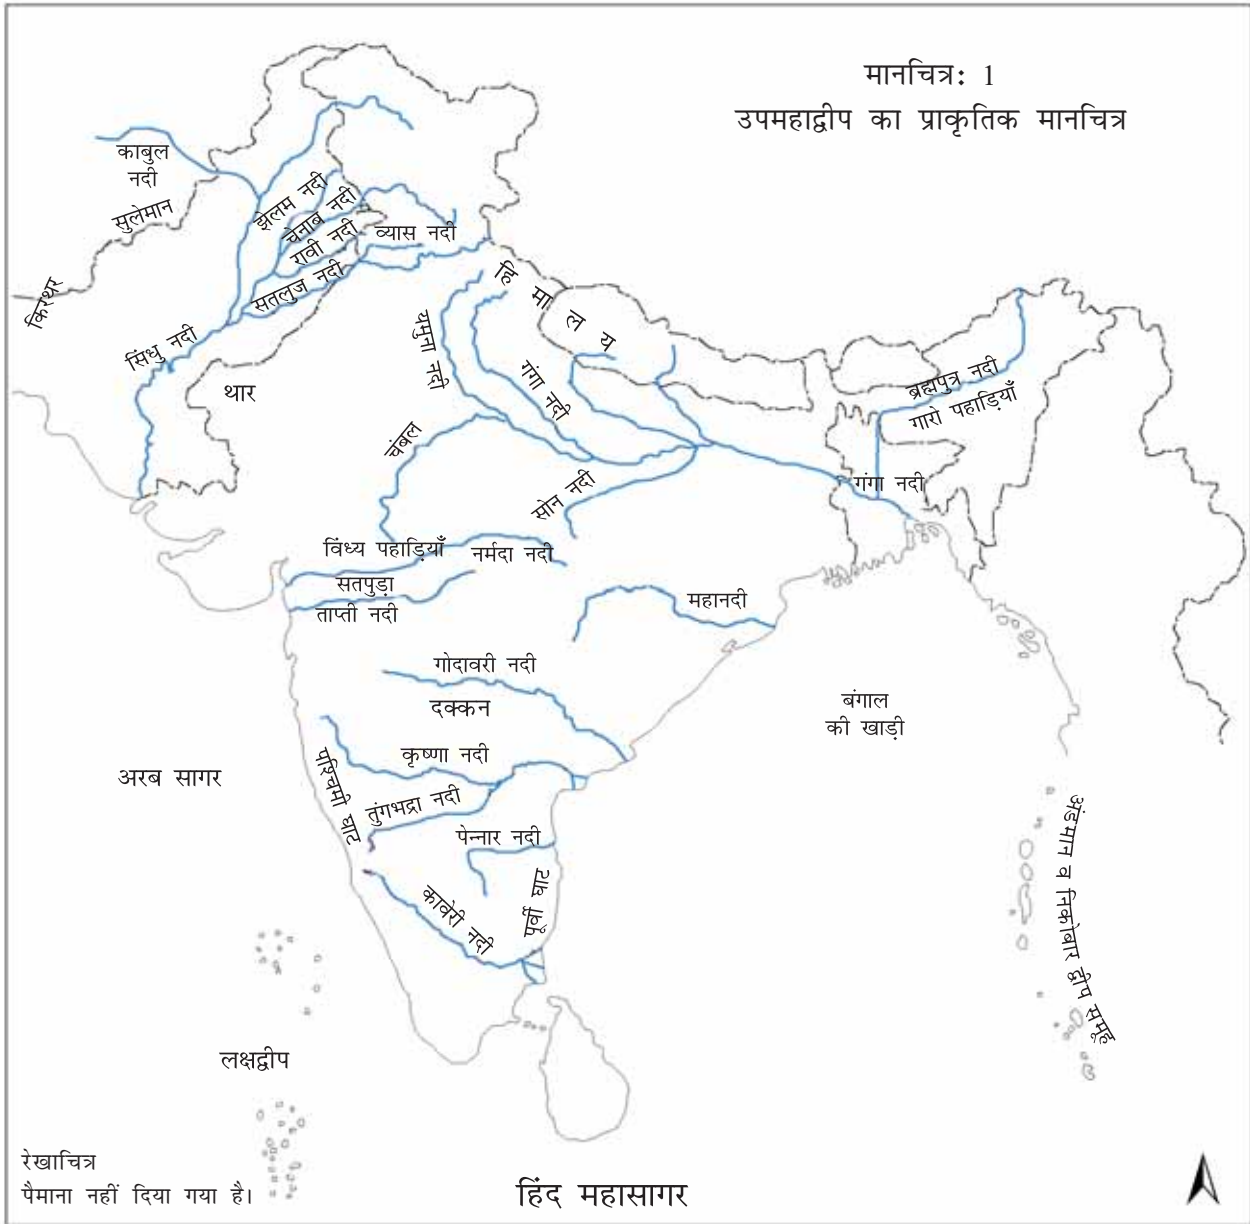 मानचित्र: 1
उपमहाद्वीप का प्राकृतिक मानचित्र
काबुल
नदी
सुलेमान
किरथर
झेलम नदी
चेनाब नदी
रावी नदी
व्यास नदी
सतलुज नदी
सिंधु नदी
थार
हिमालय
यमुना नदी
गंगा नदी
चंबल
सोन नदी
ब्रह्मपुत्र नदी
गारो पहाड़ियाँ
गंगा नदी
विंध्य पहाड़ियाँ
नर्मदा नदी
सतपुड़ा
ताप्ती नदी
महानदी
गोदावरी नदी
दक्कन
बंगाल
की खाड़ी
कृष्णा नदी
पश्चिमी घाट
अरब सागर
तुंगभद्रा नदी
पेन्नार नदी
पूर्वी घाट
कावेरी नदी
अंडमान व निकोबार द्वीप समूह
लक्षद्वीप
रेखाचित्र
पैमाना नहीं दिया गया है।
हिंद महासागर